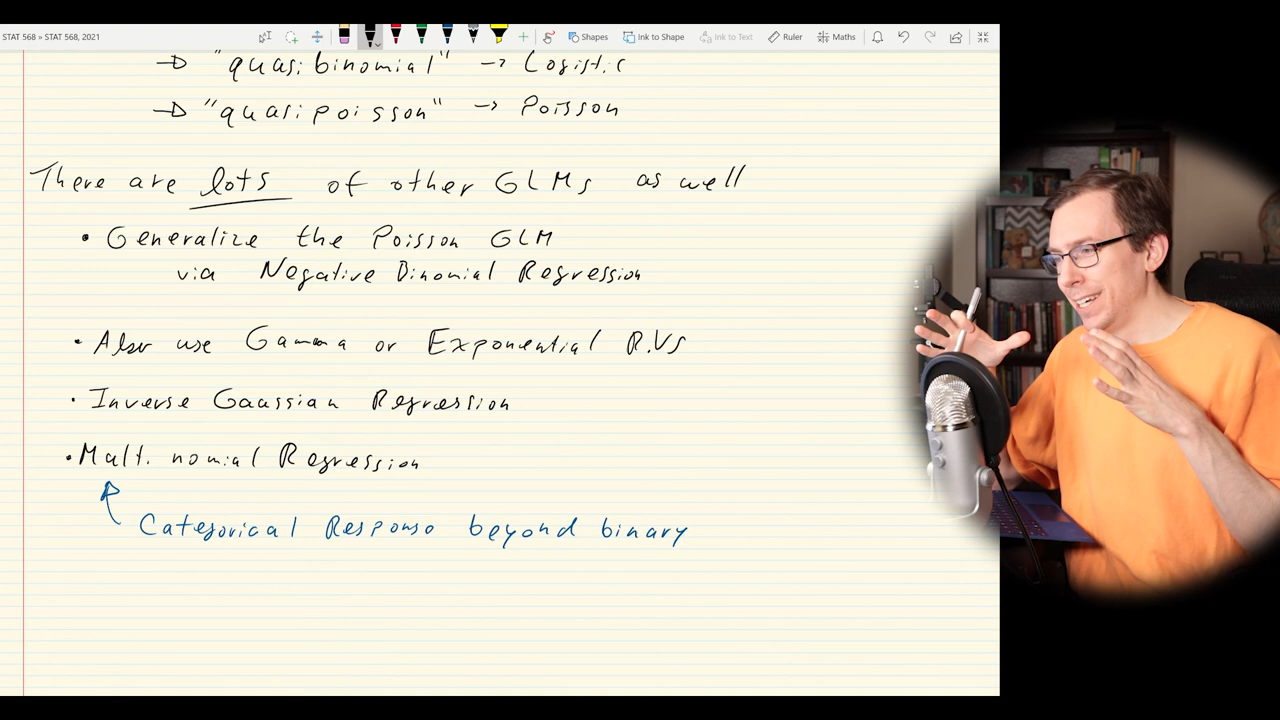 STAT 568 » STAT 568, 2021
Shapes Ink to Shape Ink to Text Ruler Maths
→ "quasibinomial" → Logistic
→ "quasipoisson" → Poisson
There are lots of other GLMs as well
• Generalize the Poisson GLM
via Negative Binomial Regression
• Also use Gamma or Exponential R.Vs
• Inverse Gaussian Regression
• Multinomial Regression
Categorical Response beyond binary